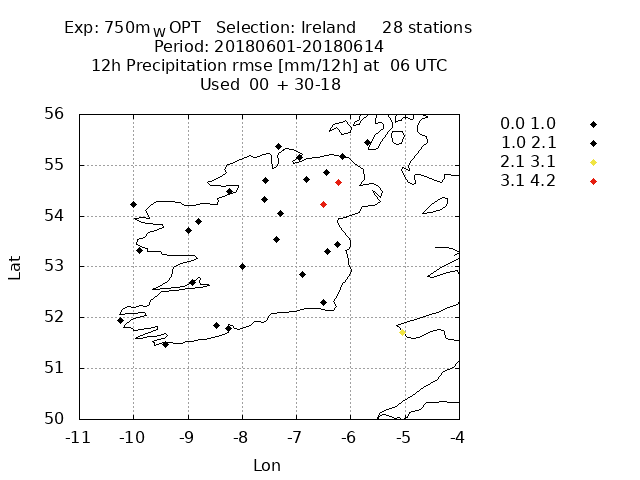 Exp: 750m_W OPT Selection: Ireland 28 stations
Period: 20180601-20180614
12h Precipitation rmse [mm/12h] at 06 UTC
Used 00 + 30-18
56
55
54
53
52
51
50
-11 -10 -9 -8 -7 -6 -5 -4
Lat
Lon
0.0 1.0
1.0 2.1
2.1 3.1
3.1 4.2